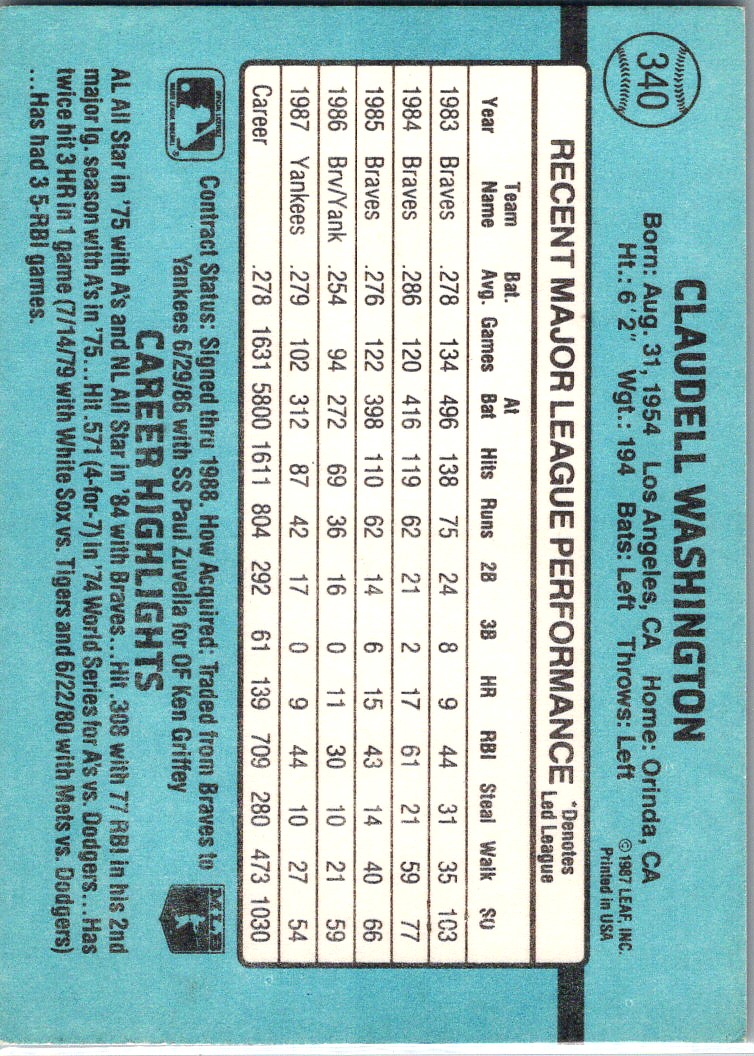 340
CLAUDELL WASHINGTON
Born: Aug. 31, 1954 Los Angeles, CA Home: Orinda, CA
Ht.: 6'2" Wgt.: 194 Bats: Left Throws: Left
©1987 LEAF, INC.
Printed in USA
RECENT MAJOR LEAGUE PERFORMANCE
*Denotes
Led League
Year Team Name Bat. Avg. Games At Bat Hits Runs 2B 3B HR RBI Steal Walk SO
1983 Braves .278 134 496 138 75 24 8 9 44 31 35 103
1984 Braves .286 120 416 119 62 21 2 17 61 21 59 77
1985 Braves .276 122 398 110 62 14 6 15 43 14 40 66
1986 Brv/Yank .254 94 272 69 36 16 0 11 30 10 21 59
1987 Yankees .279 102 312 87 42 17 0 9 44 10 27 54
Career .278 1631 5800 1611 804 292 61 139 709 280 473 1030
Contract Status: Signed thru 1988. How Acquired: Traded from Braves to
Yankees 6/29/86 with SS Paul Zuvella for OF Ken Griffey
MLB
CAREER HIGHLIGHTS
AL All Star in '75 with A's and NL All Star in '84 with Braves...Hit .308 with 77 RBI in his 2nd
major lg. season with A's in '75...Hit .571 (4-for-7) in '74 World Series for A's vs. Dodgers...Has
twice hit 3 HR in 1 game (7/14/79 with White Sox vs. Tigers and 6/22/80 with Mets vs. Dodgers)
...Has had 3 5-RBI games.